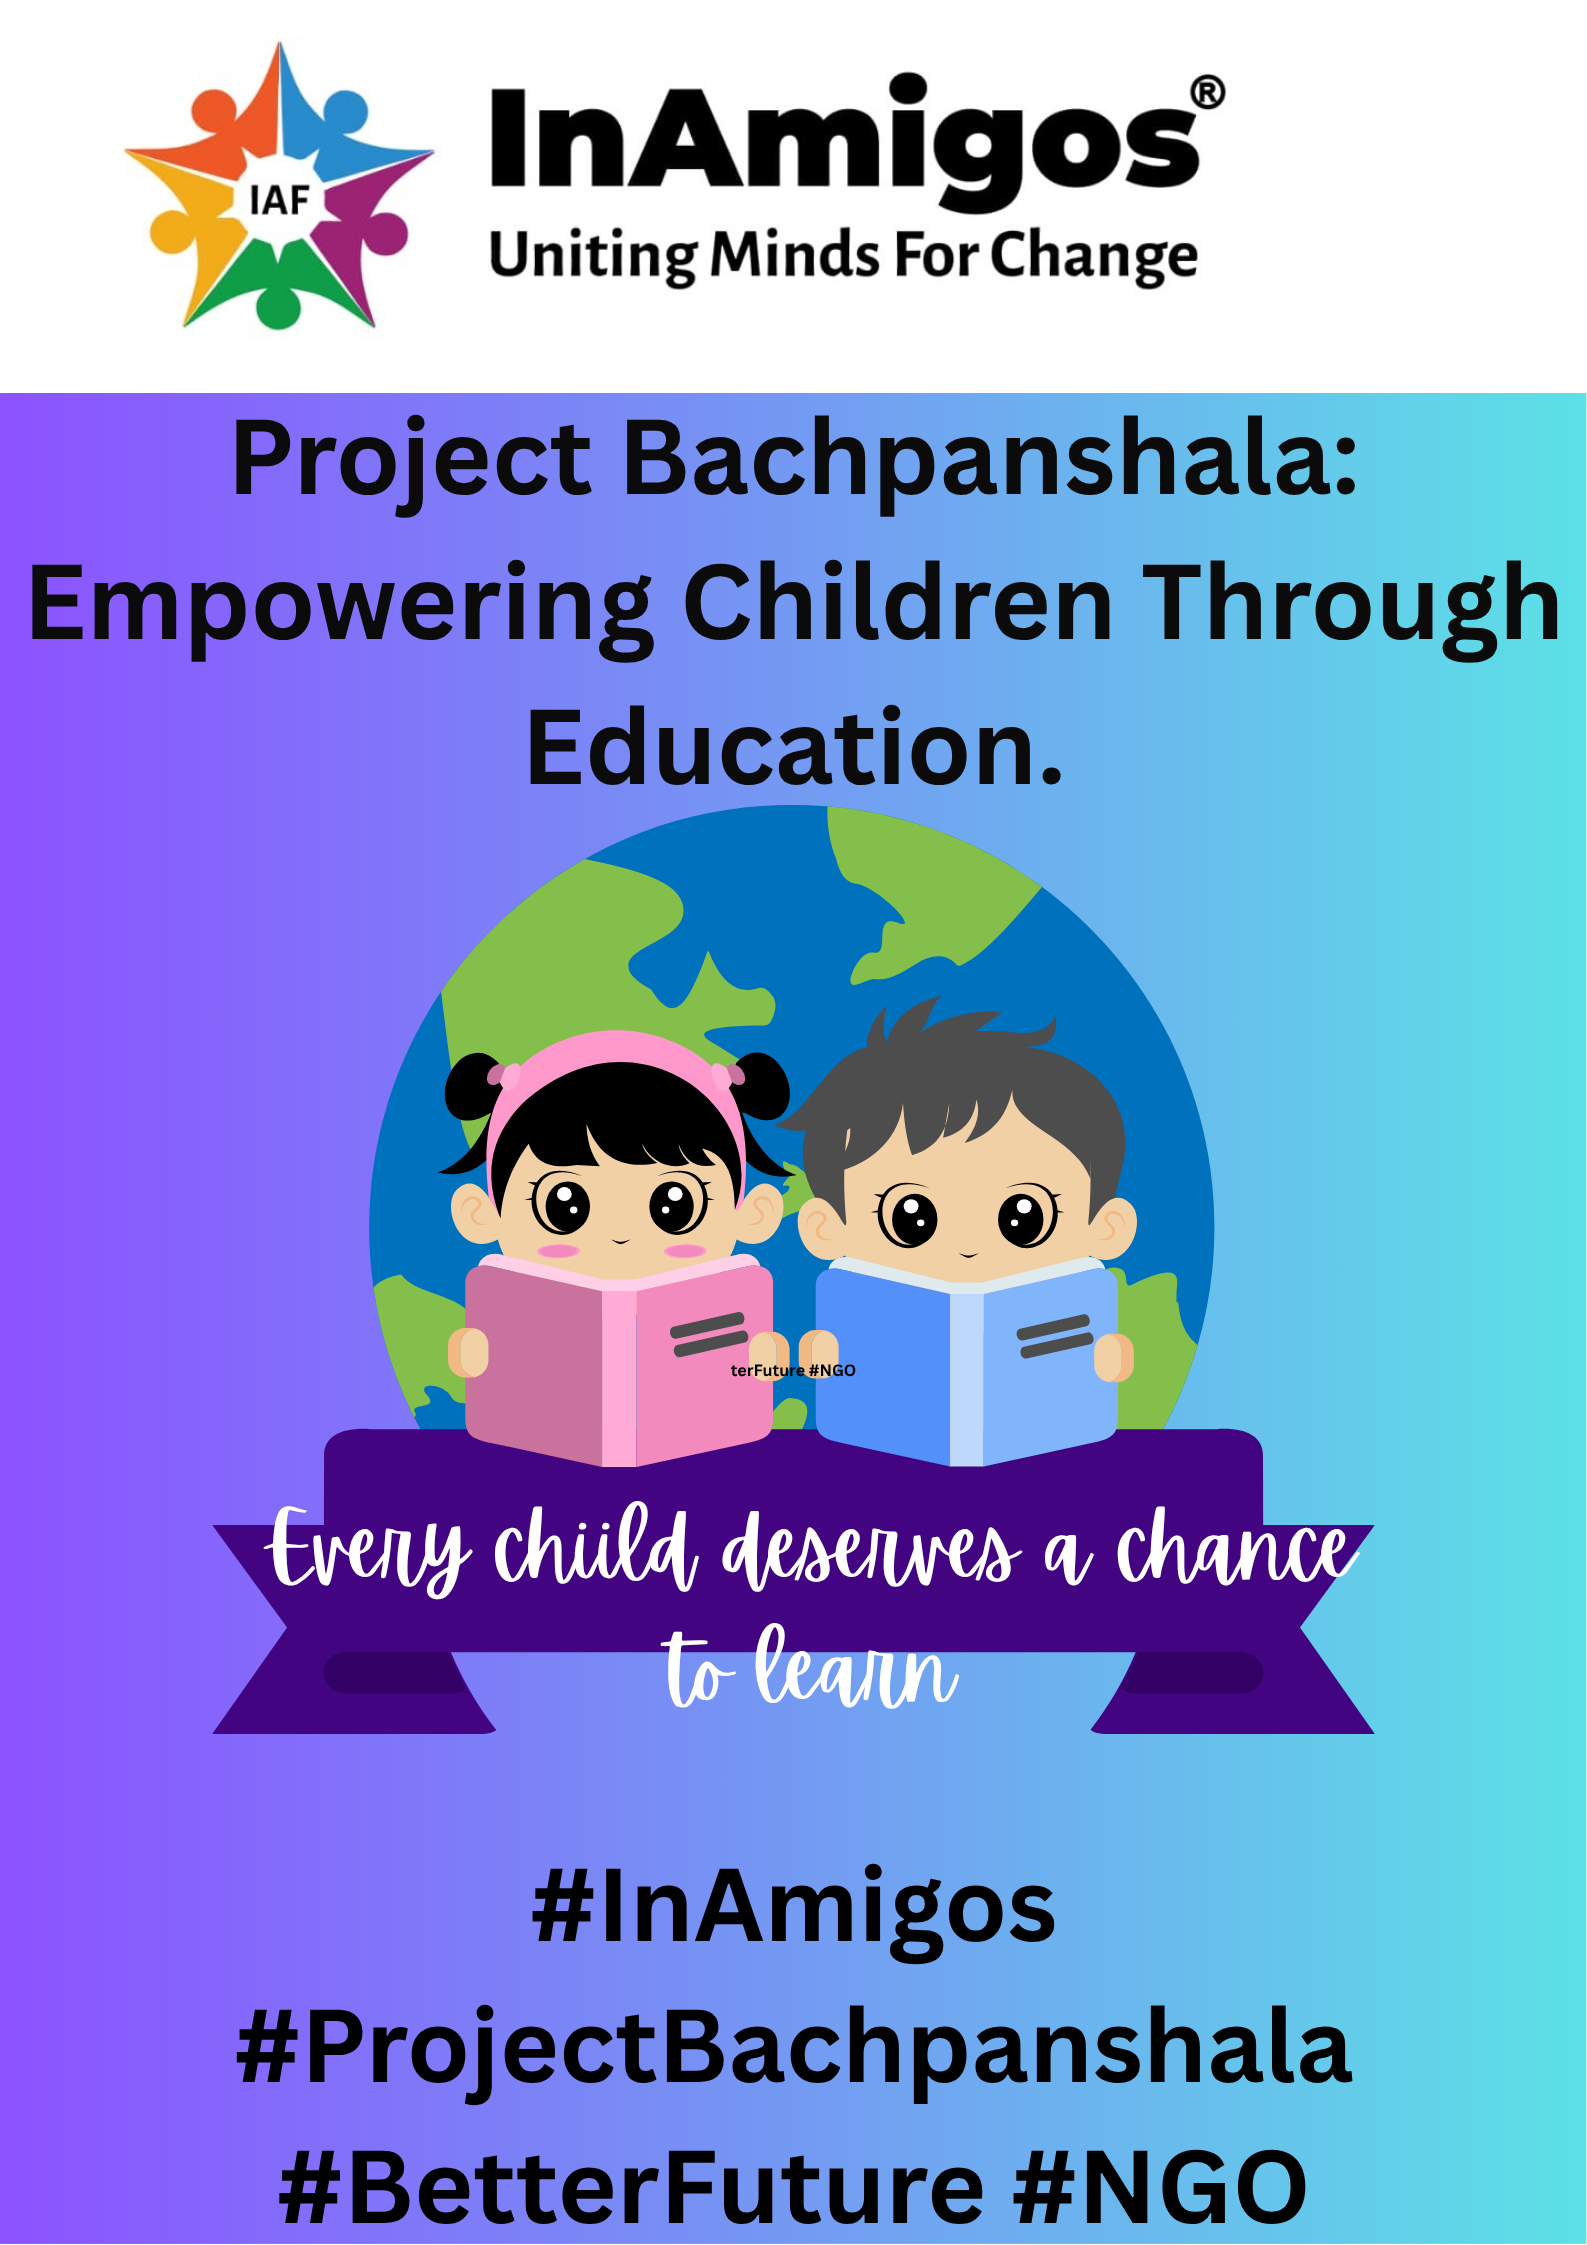 IAF
InAmigos®
Uniting Minds For Change
Project Bachpanshala:
Empowering Children Through
Education.
terFuture #NGO
Every chiild deserves a chance
to learn
#InAmigos
#ProjectBachpanshala
#BetterFuture #NGO